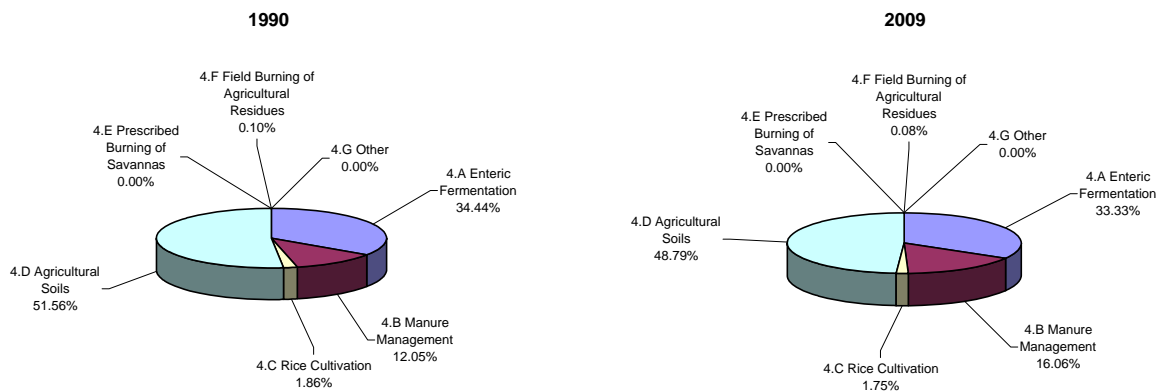 1990
4.F Field Burning of
Agricultural
Residues
0.10%
4.E Prescribed
Burning of
Savannas
0.00%
4.G Other
0.00%
4.A Enteric
Fermentation
34.44%
4.D Agricultural
Soils
51.56%
4.B Manure
Management
12.05%
4.C Rice Cultivation
1.86%
2009
4.F Field Burning of
Agricultural
Residues
0.08%
4.E Prescribed
Burning of
Savannas
0.00%
4.G Other
0.00%
4.A Enteric
Fermentation
33.33%
4.D Agricultural
Soils
48.79%
4.B Manure
Management
16.06%
4.C Rice Cultivation
1.75%